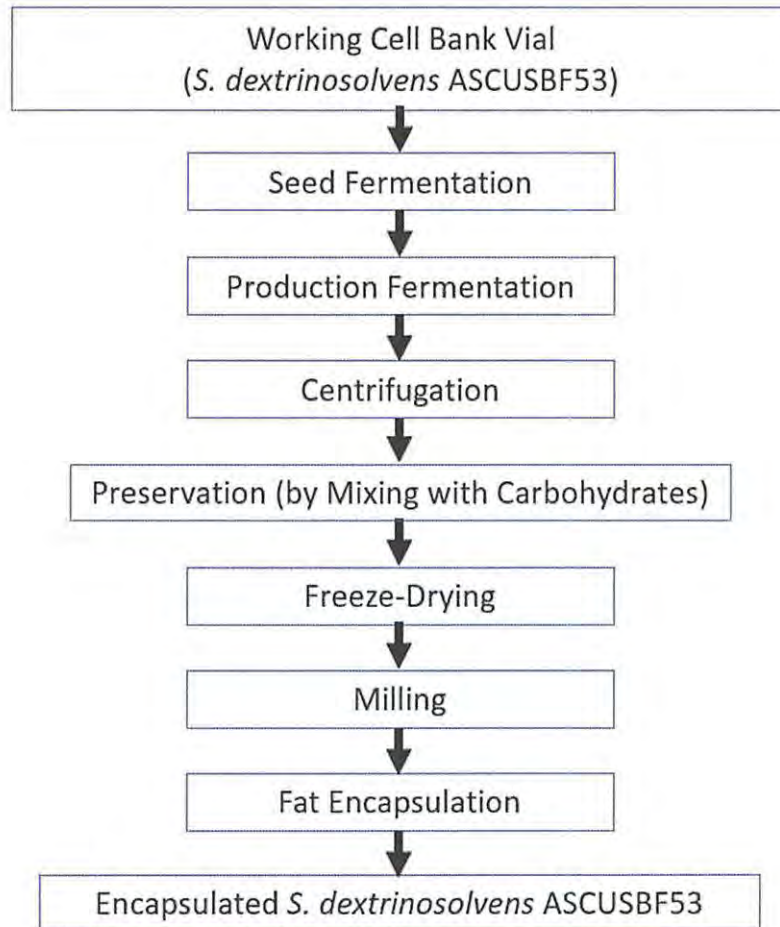 Working Cell Bank Vial
(S. dextrinosolvens ASCUSBF53)
Seed Fermentation
Production Fermentation
Centrifugation
Preservation (by Mixing with Carbohydrates)
Freeze-Drying
Milling
Fat Encapsulation
Encapsulated S. dextrinosolvens ASCUSBF53